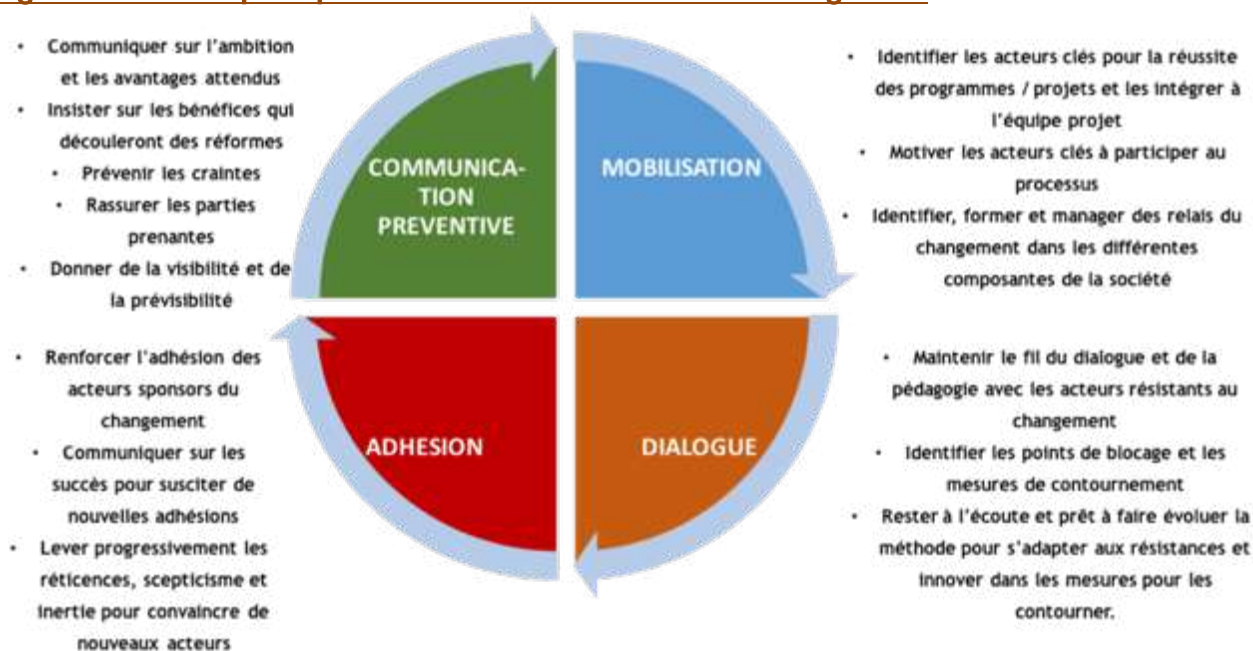 • Communiquer sur l'ambition
et les avantages attendus
• Insister sur les bénéfices qui
découleront des réformes
• Prévenir les craintes
• Rassurer les parties
prenantes
• Donner de la visibilité et de
la prévisibilité
COMMUNICA-
TION
PREVENTIVE
MOBILISATION
• Identifier les acteurs clés pour la réussite
des programmes / projets et les intégrer à
l'équipe projet
• Motiver les acteurs clés à participer au
processus
• Identifier, former et manager des relais du
changement dans les différentes
composantes de la société
• Renforcer l'adhésion des
acteurs sponsors du
changement
• Communiquer sur les
succès pour susciter de
nouvelles adhésions
• Lever progressivement les
réticences, scepticisme et
inertie pour convaincre de
nouveaux acteurs
ADHESION
DIALOGUE
• Maintenir le fil du dialogue et de la
pédagogie avec les acteurs résistants au
changement
• Identifier les points de blocage et les
mesures de contournement
• Rester à l'écoute et prêt à faire évoluer la
méthode pour s'adapter aux résistances et
innover dans les mesures pour les
contourner.